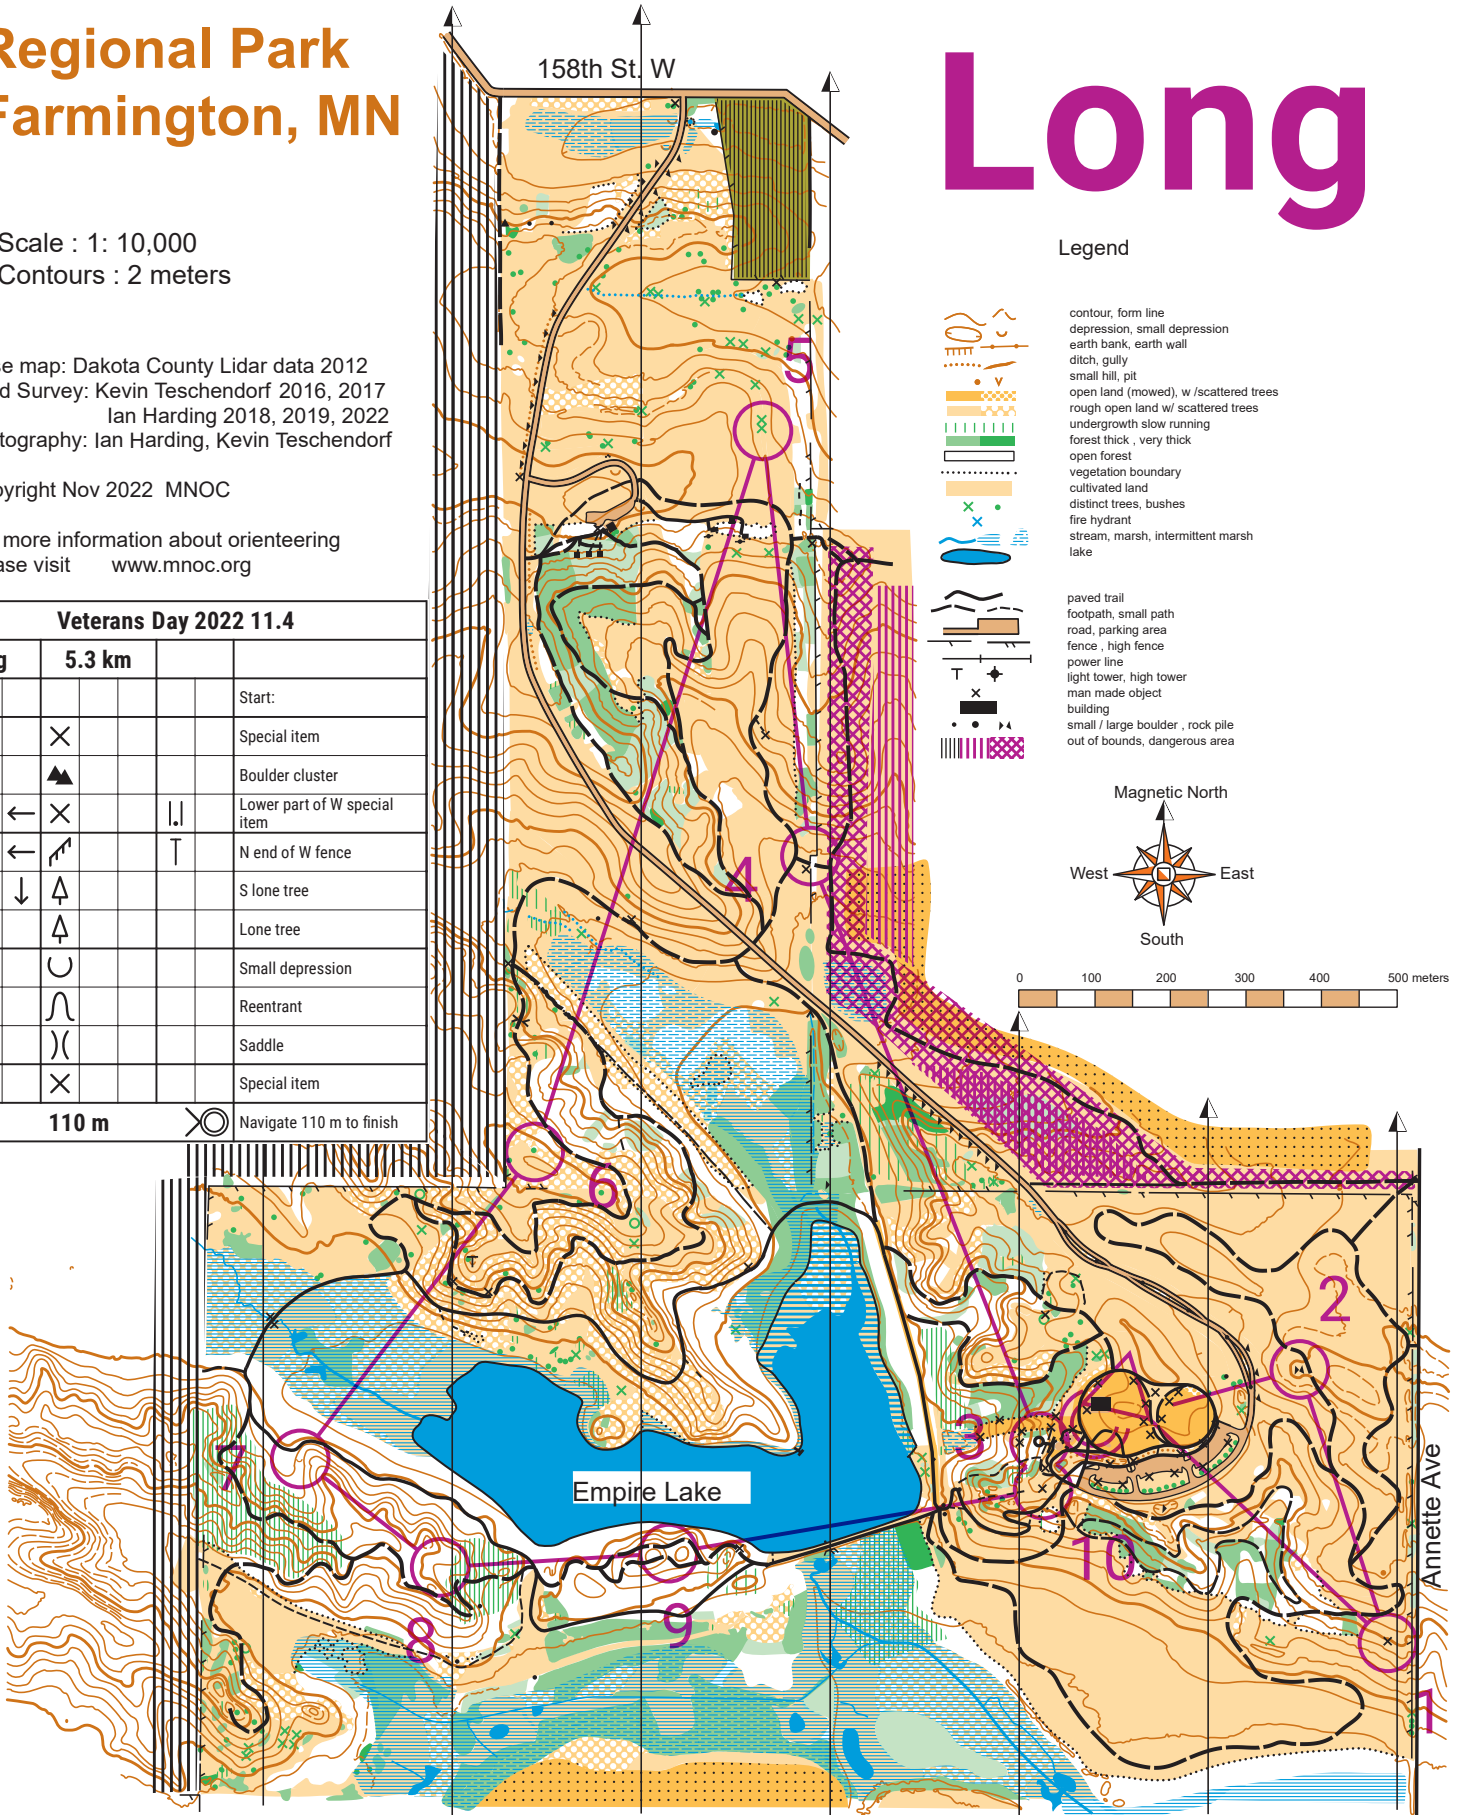 Regional Park
Farmington, MN
Long
158th St. W
Scale : 1: 10,000
Contours : 2 meters
se map: Dakota County Lidar data 2012
d Survey: Kevin Teschendorf 2016, 2017
Ian Harding 2018, 2019, 2022
tography: Ian Harding, Kevin Teschendorf
pyright Nov 2022 MNOC
more information about orienteering
ase visit www.mnoc.org
Veterans Day 2022 11.4
g 5.3 km
Start:
Special item
Boulder cluster
Lower part of W special
item
N end of W fence
S lone tree
Lone tree
Small depression
Reentrant
Saddle
Special item
110 m Navigate 110 m to finish
Legend
contour, form line
depression, small depression
earth bank, earth wall
ditch, gully
small hill, pit
open land (mowed), w /scattered trees
rough open land w/ scattered trees
undergrowth slow running
forest thick , very thick
open forest
vegetation boundary
cultivated land
distinct trees, bushes
fire hydrant
stream, marsh, intermittent marsh
lake
paved trail
footpath, small path
road, parking area
fence , high fence
power line
light tower, high tower
man made object
building
small / large boulder , rock pile
out of bounds, dangerous area
Magnetic North
West East
South
0 100 200 300 400 500 meters
5
4
6
2
3
7
Empire Lake
10
8
9
1
Annette Ave